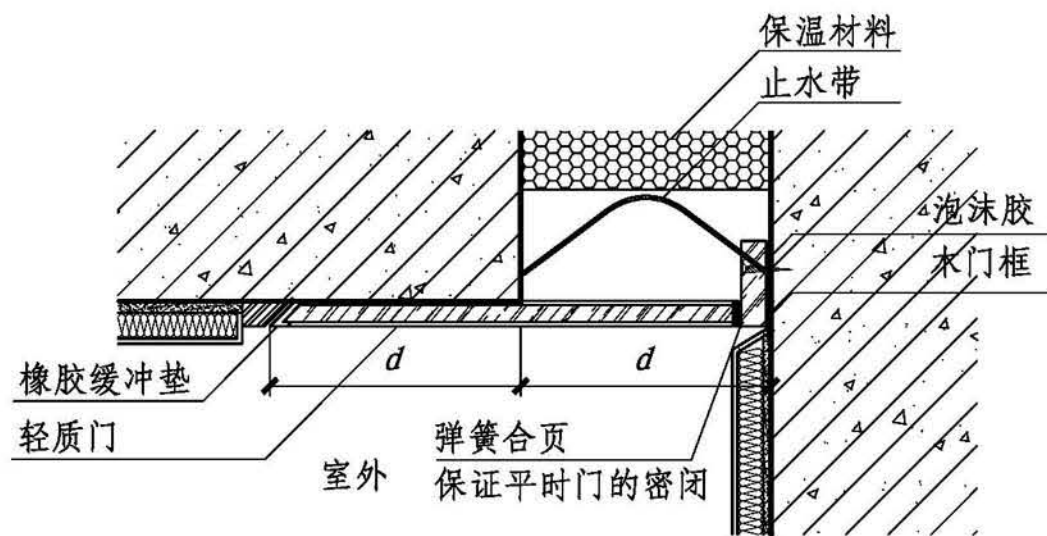 保温材料
止水带
泡沫胶
木门框
橡胶缓冲垫
轻质门
d
d
弹簧合页
保证平时门的密闭
室外